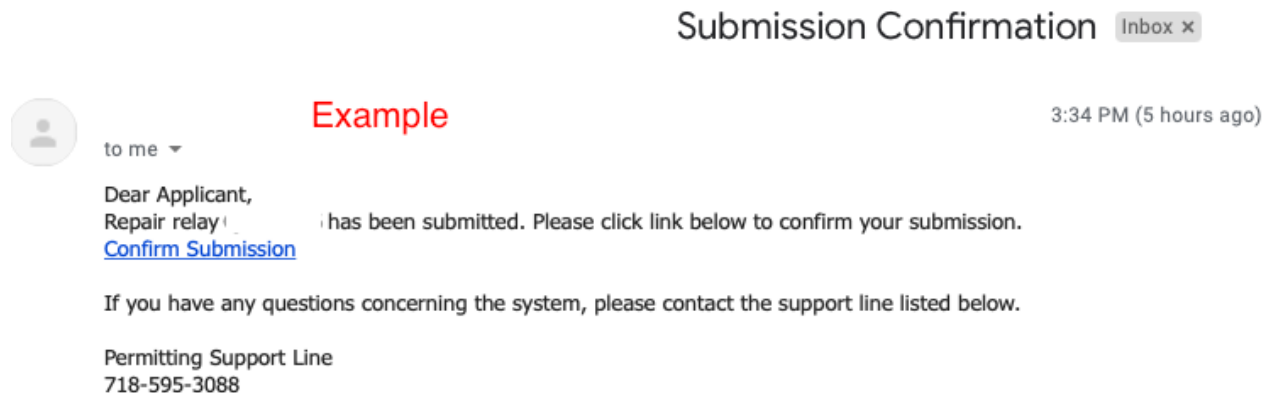 Submission Confirmation Inbox ×
Example
3:34 PM (5 hours ago)
to me
Dear Applicant,
Repair relay has been submitted. Please click link below to confirm your submission.
Confirm Submission
If you have any questions concerning the system, please contact the support line listed below.
Permitting Support Line
718-595-3088